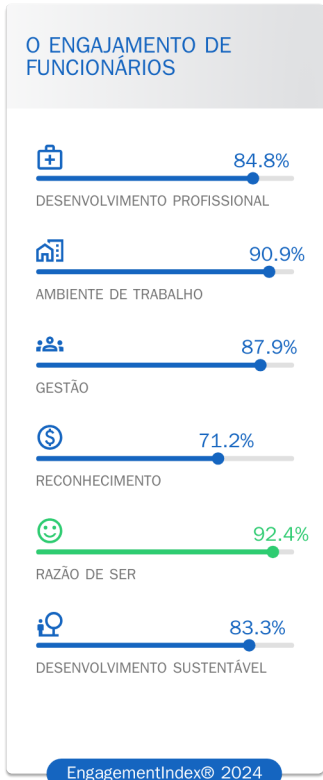 O ENGAJAMENTO DE
FUNCIONÁRIOS
84.8%
DESENVOLVIMENTO PROFISSIONAL
90.9%
AMBIENTE DE TRABALHO
87.9%
GESTÃO
71.2%
RECONHECIMENTO
92.4%
RAZÃO DE SER
83.3%
DESENVOLVIMENTO SUSTENTÁVEL
EngagementIndex® 2024